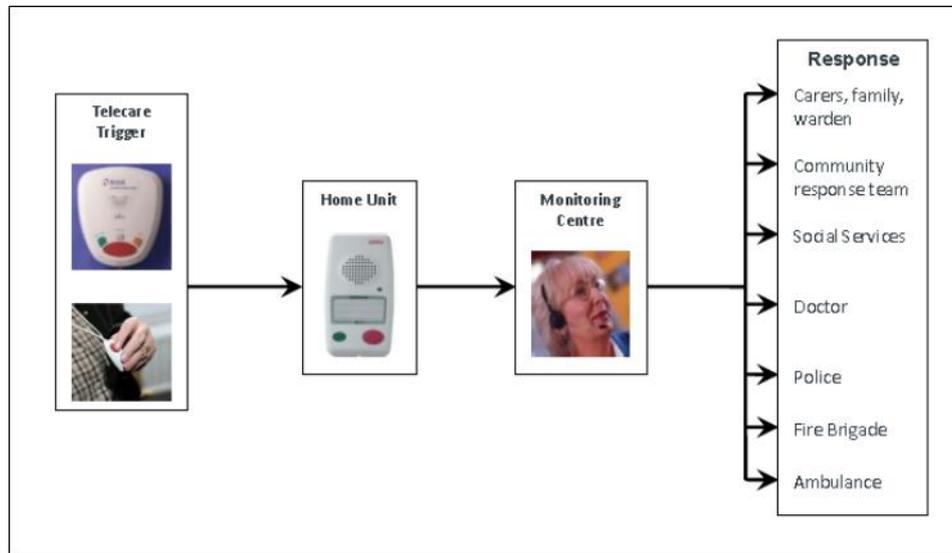 Telecare
Trigger
Home Unit
Monitoring
Centre
Response
Carers, family,
warden
Community
response team
Social Services
Doctor
Police
Fire Brigade
Ambulance